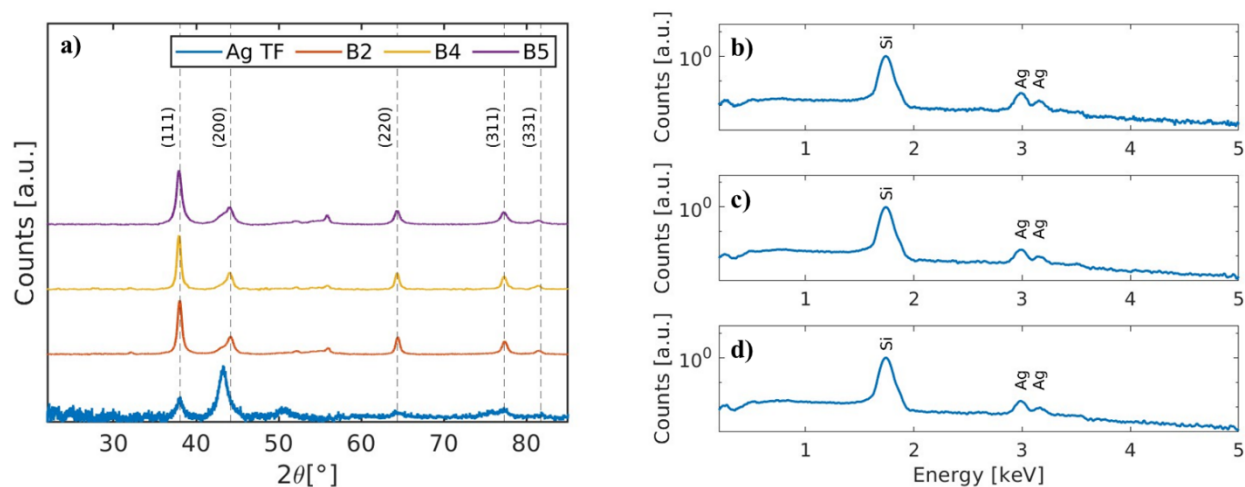 a)
Ag TF B2 B4 B5
(111)
(200)
(220)
(311)
(331)
Counts [a.u.]
30 40 50 60 70 80
2θ[°]
b)
Si
Ag
Ag
Counts [a.u.]
10⁰
1 2 3 4 5
c)
Si
Ag
Ag
Counts [a.u.]
10⁰
1 2 3 4 5
d)
Si
Ag
Ag
Counts [a.u.]
10⁰
1 2 3 4 5
Energy [keV]